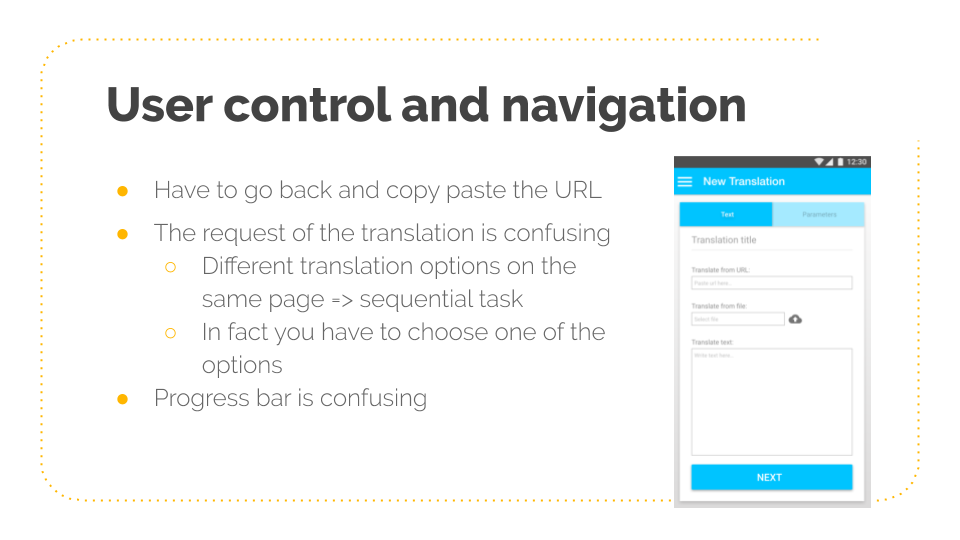 User control and navigation
● Have to go back and copy paste the URL
● The request of the translation is confusing
○ Different translation options on the
same page => sequential task
○ In fact you have to choose one of the
options
● Progress bar is confusing
12:30
New Translation
Text Parameters
Translation title
Translate from URL:
Paste url here...
Translate from file:
Select file
Translate text:
Write text here...
NEXT